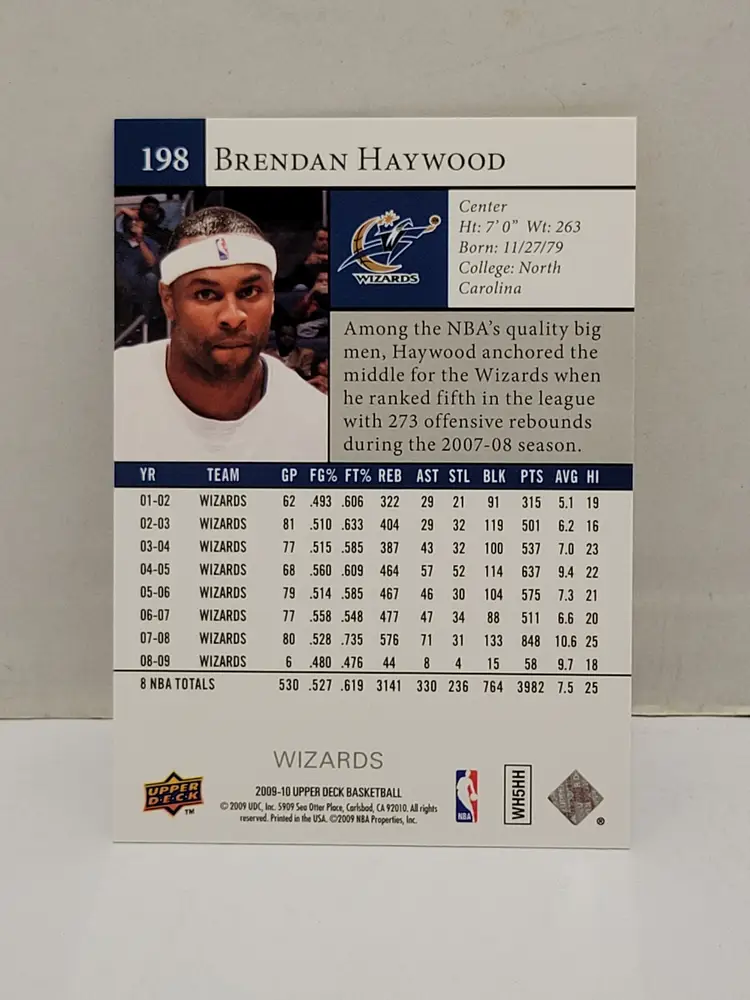 198 BRENDAN HAYWOOD
WIZARDS
Center
Ht: 7' 0" Wt: 263
Born: 11/27/79
College: North
Carolina
Among the NBA's quality big
men, Haywood anchored the
middle for the Wizards when
he ranked fifth in the league
with 273 offensive rebounds
during the 2007-08 season.
YR TEAM GP FG% FT% REB AST STL BLK PTS AVG HI
01-02 WIZARDS 62 .493 .606 322 29 21 91 315 5.1 19
02-03 WIZARDS 81 .510 .633 404 29 32 119 501 6.2 16
03-04 WIZARDS 77 .515 .585 387 43 32 100 537 7.0 23
04-05 WIZARDS 68 .560 .609 464 57 52 114 637 9.4 22
05-06 WIZARDS 79 .514 .585 467 46 30 104 575 7.3 21
06-07 WIZARDS 77 .558 .548 477 47 34 88 511 6.6 20
07-08 WIZARDS 80 .528 .735 576 71 31 133 848 10.6 25
08-09 WIZARDS 6 .480 .476 44 8 4 15 58 9.7 18
8 NBA TOTALS 530 .527 .619 3141 330 236 764 3982 7.5 25
WIZARDS
UPPER
DECK
TM
2009-10 UPPER DECK BASKETBALL
© 2009 UDC, Inc. 5909 Sea Otter Place, Carlsbad, CA 92010. All rights
reserved. Printed in the USA. ©2009 NBA Properties, Inc.
NBA
WH5HH
®